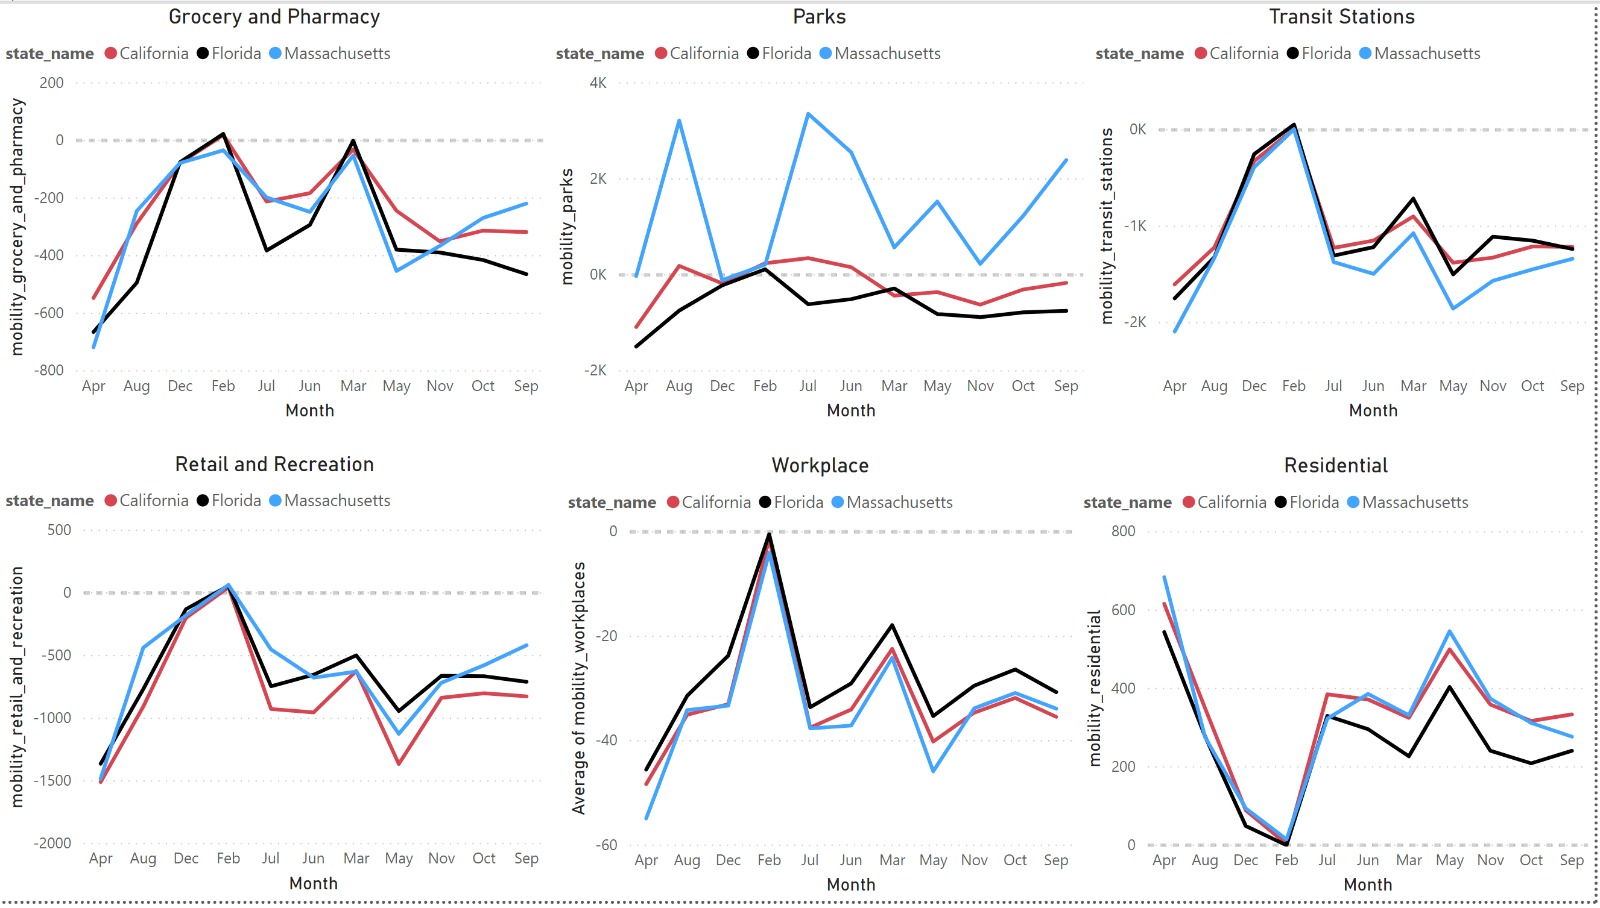 Grocery and Pharmacy
state_name California Florida Massachusetts
mobility_grocery_and_pharmacy
200
0
-200
-400
-600
-800
Apr Aug Dec Feb Jul Jun Mar May Nov Oct Sep
Month
Parks
state_name California Florida Massachusetts
mobility_parks
4K
2K
0K
-2K
Apr Aug Dec Feb Jul Jun Mar May Nov Oct Sep
Month
Transit Stations
state_name California Florida Massachusetts
mobility_transit_stations
0K
-1K
-2K
Apr Aug Dec Feb Jul Jun Mar May Nov Oct Sep
Month
Retail and Recreation
state_name California Florida Massachusetts
mobility_retail_and_recreation
500
0
-500
-1000
-1500
-2000
Apr Aug Dec Feb Jul Jun Mar May Nov Oct Sep
Month
Workplace
state_name California Florida Massachusetts
Average of mobility_workplaces
0
-20
-40
-60
Apr Aug Dec Feb Jul Jun Mar May Nov Oct Sep
Month
Residential
state_name California Florida Massachusetts
mobility_residential
800
600
400
200
0
Apr Aug Dec Feb Jul Jun Mar May Nov Oct Sep
Month